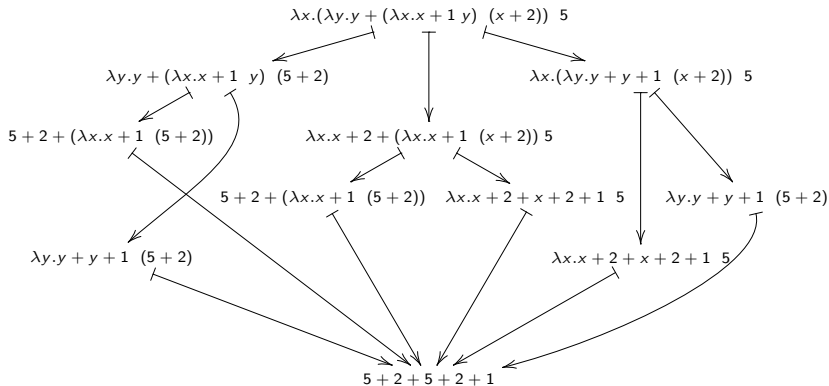 λx.(λy.y + (λx.x + 1 y) (x + 2)) 5
λy.y + (λx.x + 1 y) (5 + 2)
λx.(λy.y + y + 1 (x + 2)) 5
5 + 2 + (λx.x + 1 (5 + 2))
λx.x + 2 + (λx.x + 1 (x + 2)) 5
5 + 2 + (λx.x + 1 (5 + 2))
λx.x + 2 + x + 2 + 1 5
λy.y + y + 1 (5 + 2)
λy.y + y + 1 (5 + 2)
λx.x + 2 + x + 2 + 1 5
5 + 2 + 5 + 2 + 1